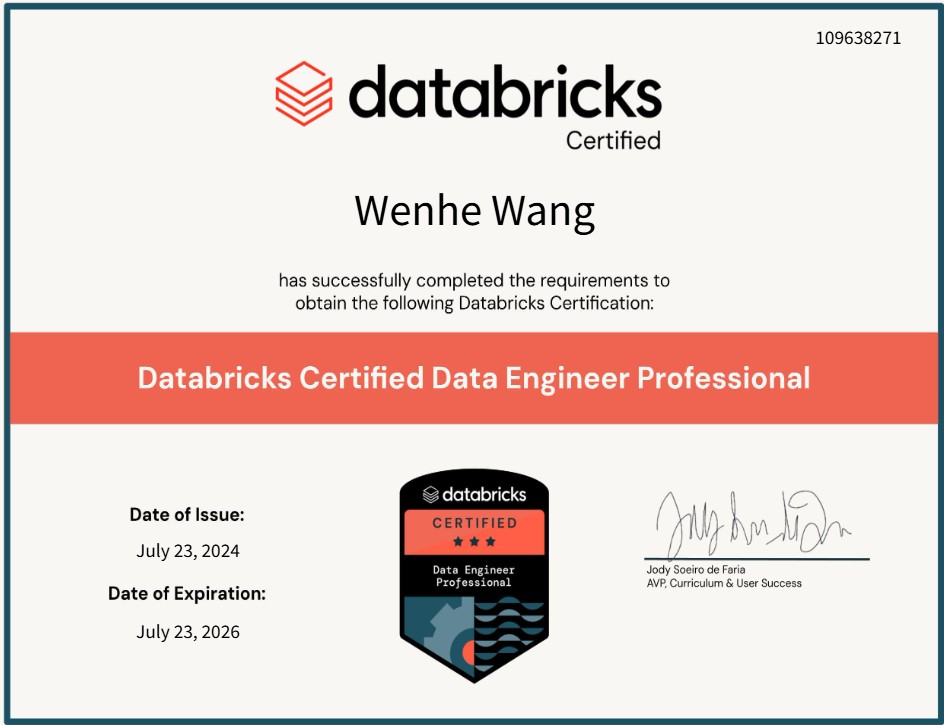 109638271
databricks
Certified
Wenhe Wang
has successfully completed the requirements to
obtain the following Databricks Certification:
Databricks Certified Data Engineer Professional
Date of Issue:
July 23, 2024
Date of Expiration:
July 23, 2026
databricks
CERTIFIED
Data Engineer
Professional
Jody Soeiro de Faria
AVP, Curriculum & User Success